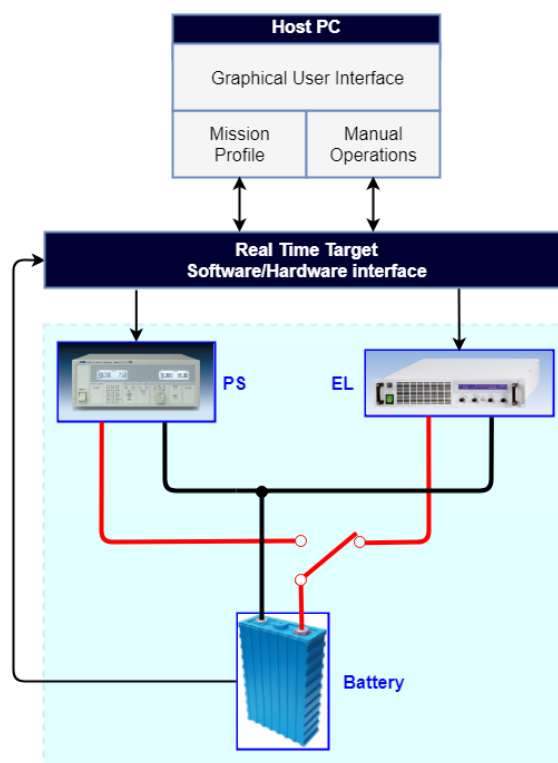 Host PC
Graphical User Interface
Mission
Profile
Manual
Operations
Real Time Target
Software/Hardware interface
PS
EL
Battery